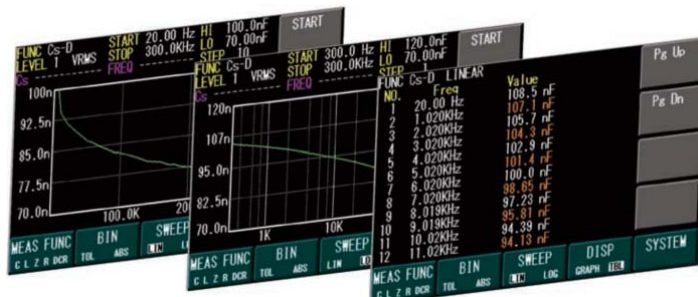 FUNC Cs-D START 20.00 Hz HI 100.0nF START
LEVEL 1 VRMS STOP 300.0KHz LO 70.00nF
Cs FREQ STEP 10
100n
92.5n
85.0n
77.5n
70.0n
100.0K
MEAS FUNC BIN SWEEP
C L Z R DCR TOL ABS LIN
FUNC Cs-D START 300.0 Hz HI 120.0nF START
LEVEL 1 VRMS STOP 300.0KHz LO 70.00nF
Cs FREQ
120n
107n
95.0n
82.5n
70.0n
1K 10K
MEAS FUNC BIN SWEEP
C L Z R DCR TOL ABS LIN
FUNC Cs-D LINEAR Pg Up
NO. Freq Value
1 20.00 Hz 108.5 nF
2 1.020KHz 107.1 nF
3 2.020KHz 105.7 nF
4 3.020KHz 104.3 nF
5 4.020KHz 102.9 nF
6 5.020KHz 101.4 nF
7 6.020KHz 100.0 nF
8 7.020KHz 98.65 nF
9 8.019KHz 97.23 nF
10 9.019KHz 95.81 nF
11 10.02KHz 94.39 nF
12 11.02KHz 94.13 nF
Pg Dn
MEAS FUNC BIN SWEEP DISP SYSTEM
C L Z R DCR TOL ABS LIN LOG GRAPH TBL